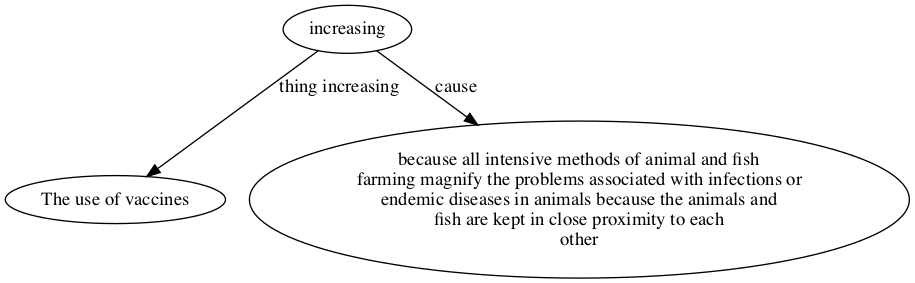 increasing
thing increasing
cause
The use of vaccines
because all intensive methods of animal and fish
farming magnify the problems associated with infections or
endemic diseases in animals because the animals and
fish are kept in close proximity to each
other